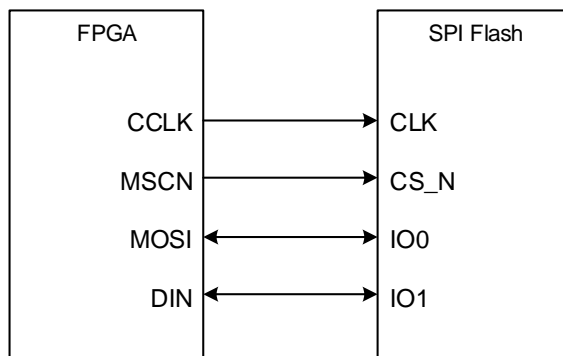 FPGA
SPI Flash
CCLK
CLK
MSCN
CS_N
MOSI
IO0
DIN
IO1